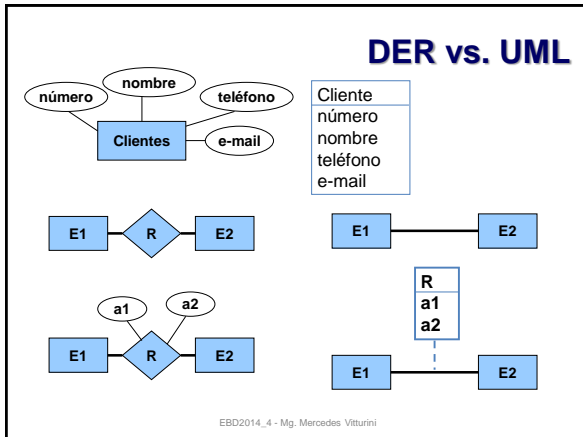 DER vs. UML
número
nombre
teléfono
e-mail
Clientes
Cliente
número
nombre
teléfono
e-mail
E1
R
E2
E1
E2
a1
a2
E1
R
E2
R
a1
a2
E1
E2
EBD2014_4 - Mg. Mercedes Vitturini